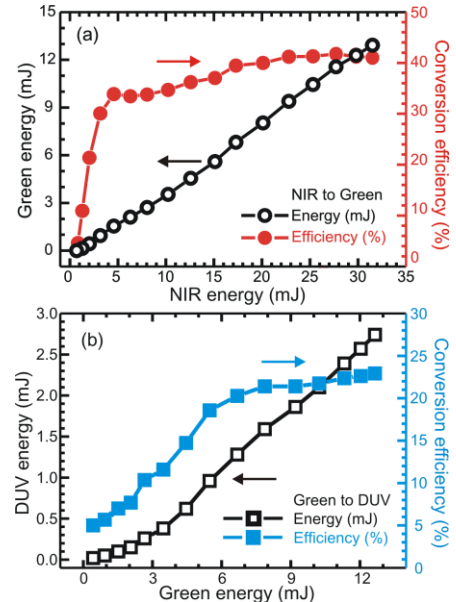 (a)
Green energy (mJ)
15
12
9
6
3
0
50
40
30
20
10
0
Conversion efficiency (%)
NIR to Green
Energy (mJ)
Efficiency (%)
0 5 10 15 20 25 30 35
NIR energy (mJ)
(b)
DUV energy (mJ)
3.0
2.5
2.0
1.5
1.0
0.5
0.0
30
25
20
15
10
5
0
Conversion efficiency (%)
Green to DUV
Energy (mJ)
Efficiency (%)
0 3 6 9 12
Green energy (mJ)